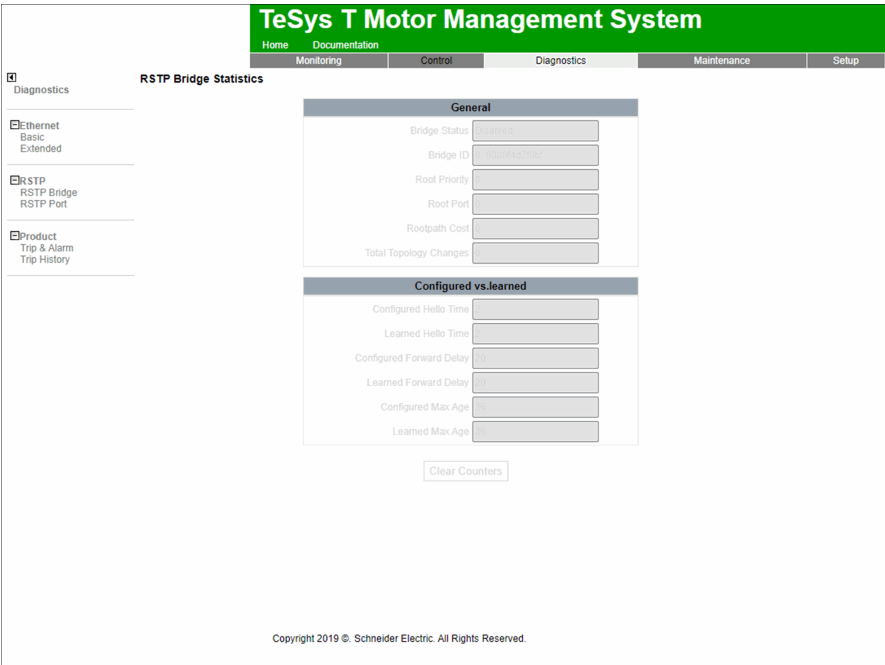 TeSys T Motor Management System
Home Documentation
Monitoring Control Diagnostics Maintenance Setup
Diagnostics
Ethernet
Basic
Extended
RSTP
RSTP Bridge
RSTP Port
Product
Trip & Alarm
Trip History
RSTP Bridge Statistics
General
Bridge Status Disabled
Bridge ID
Root Priority 0
Root Port 0
Rootpath Cost 0
Total Topology Changes 0
Configured vs.learned
Configured Hello Time 2
Learned Hello Time 2
Configured Forward Delay 20
Learned Forward Delay 20
Configured Max Age
Learned Max Age
Clear Counters
Copyright 2019 ©. Schneider Electric. All Rights Reserved.